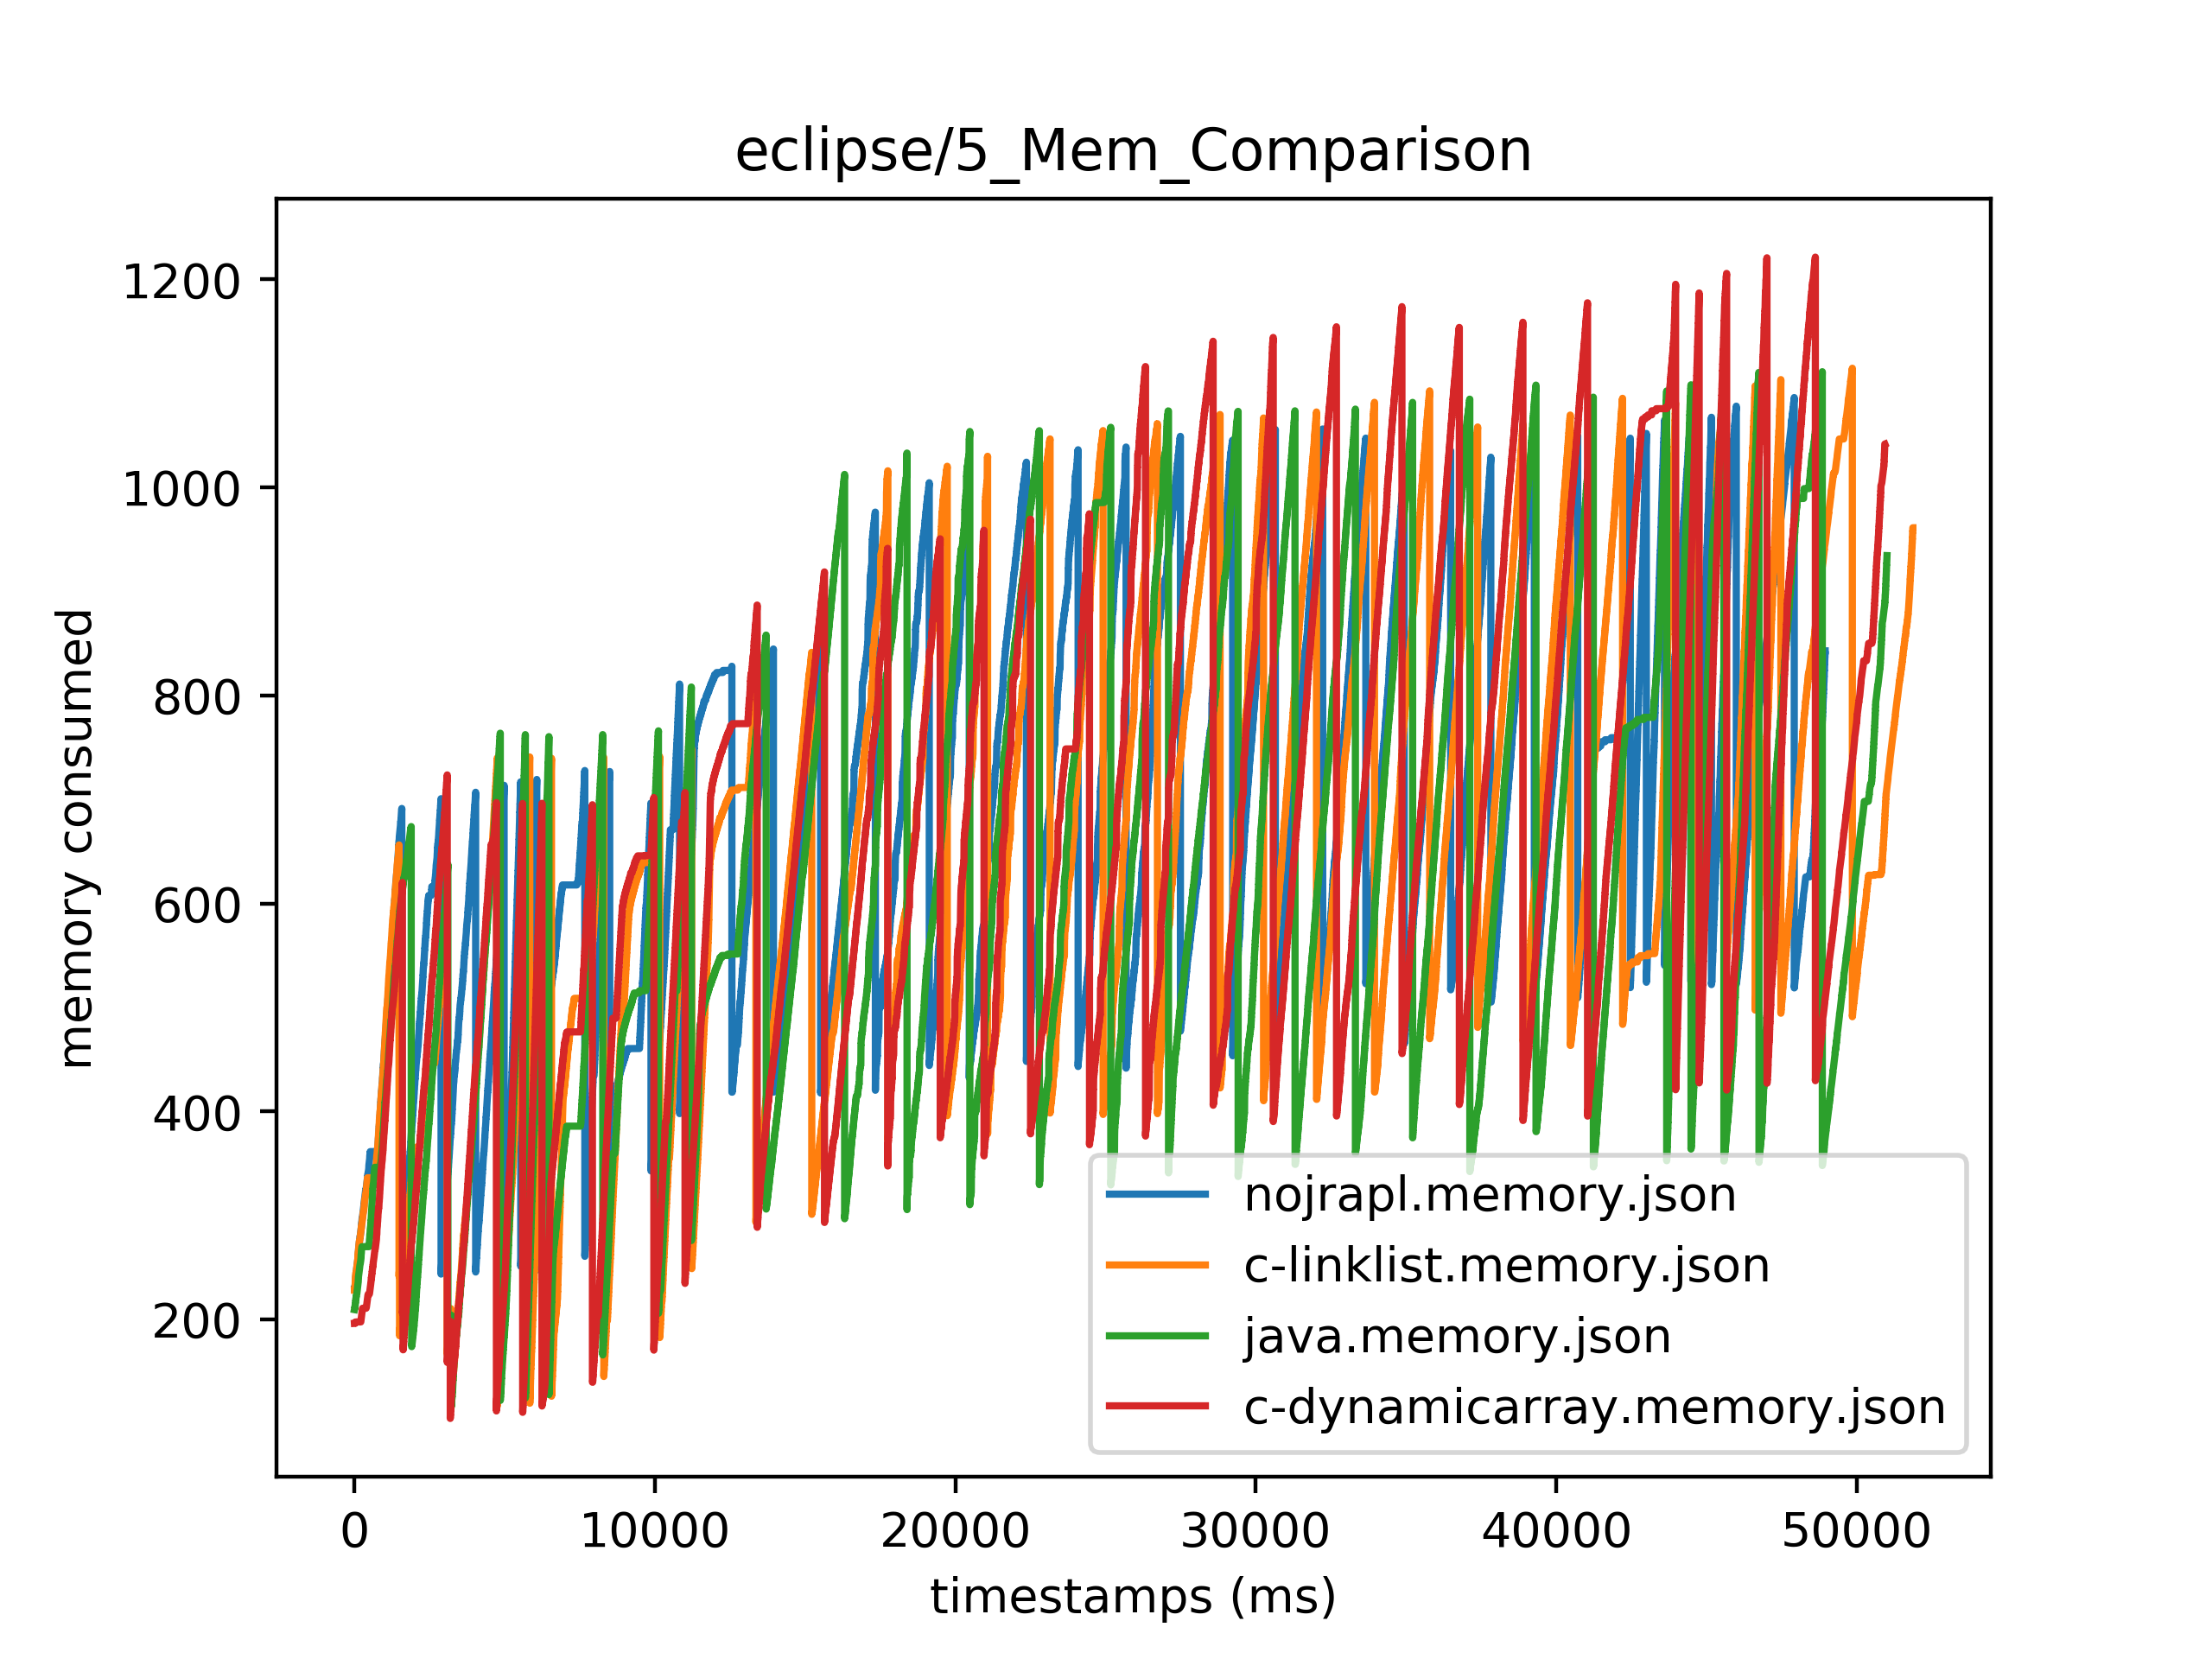 eclipse/5_Mem_Comparison
memory consumed
1200
1000
800
600
400
200
nojrapl.memory.json
c-linklist.memory.json
java.memory.json
c-dynamicarray.memory.json
0 10000 20000 30000 40000 50000
timestamps (ms)